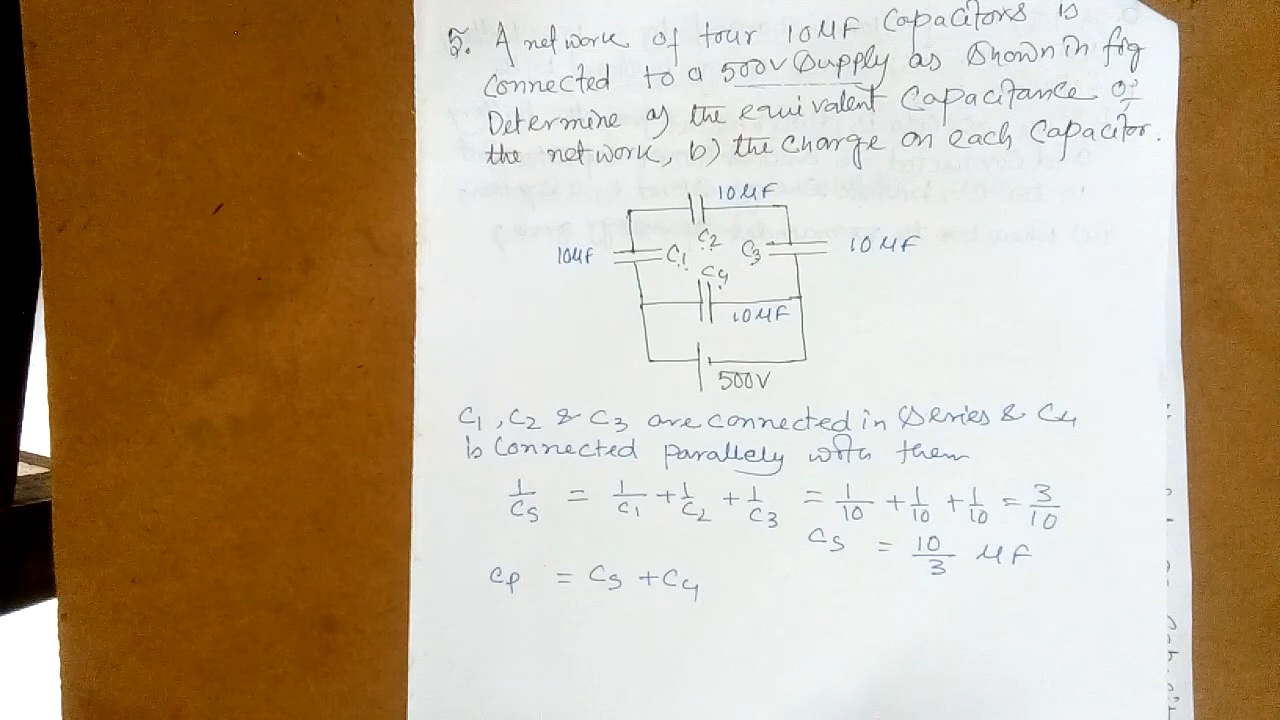 5. A network of four 10μF Capacitors is
connected to a 500V Supply as Shown in fig
Determine a) the equivalent Capacitance of
the network, b) the charge on each Capacitor.
10μF
10μF C1 C2 C3 10μF
C4
10μF
500V
C1, C2 & C3 are connected in Series & C4
is Connected parallely with them
1/CS = 1/C1 + 1/C2 + 1/C3 = 1/10 + 1/10 + 1/10 = 3/10
CS = 10/3 μF
CP = CS + C4